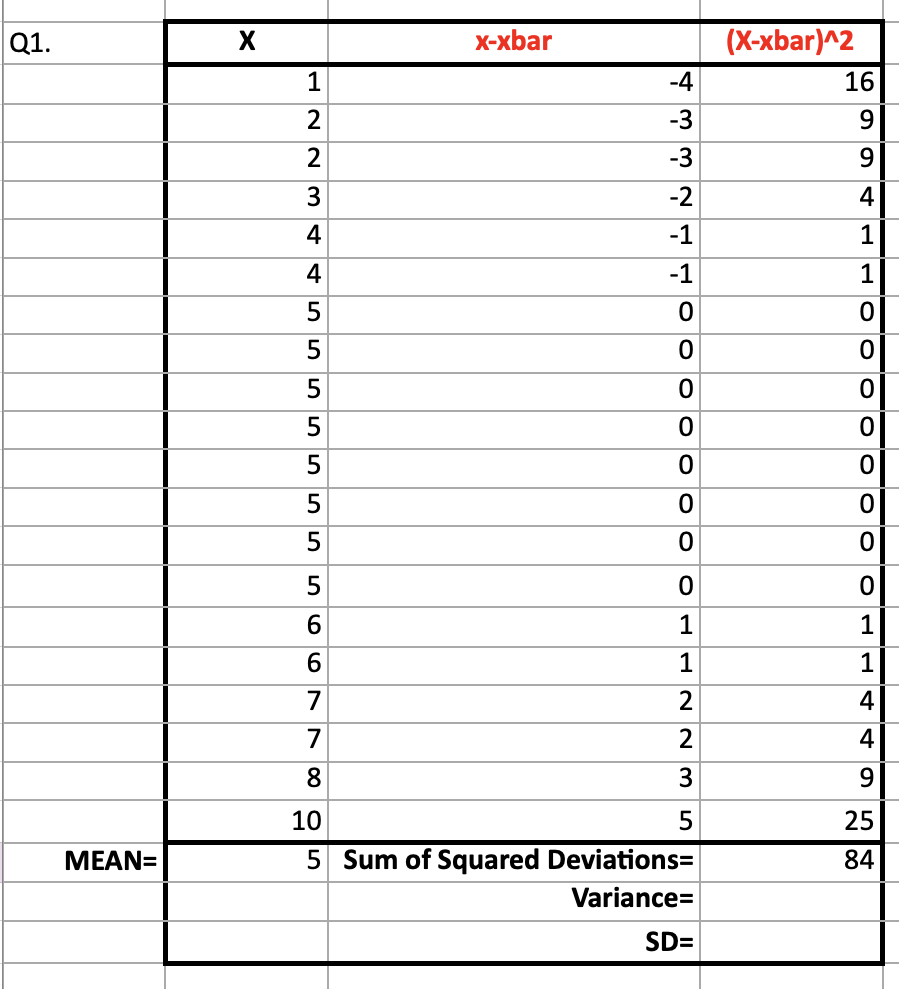 Q1. X x-xbar (X-xbar)^2
1 -4 16
2 -3 9
2 -3 9
3 -2 4
4 -1 1
4 -1 1
5 0 0
5 0 0
5 0 0
5 0 0
5 0 0
5 0 0
5 0 0
5 0 0
6 1 1
6 1 1
7 2 4
7 2 4
8 3 9
10 5 25
MEAN= 5 Sum of Squared Deviations= 84
Variance=
SD=